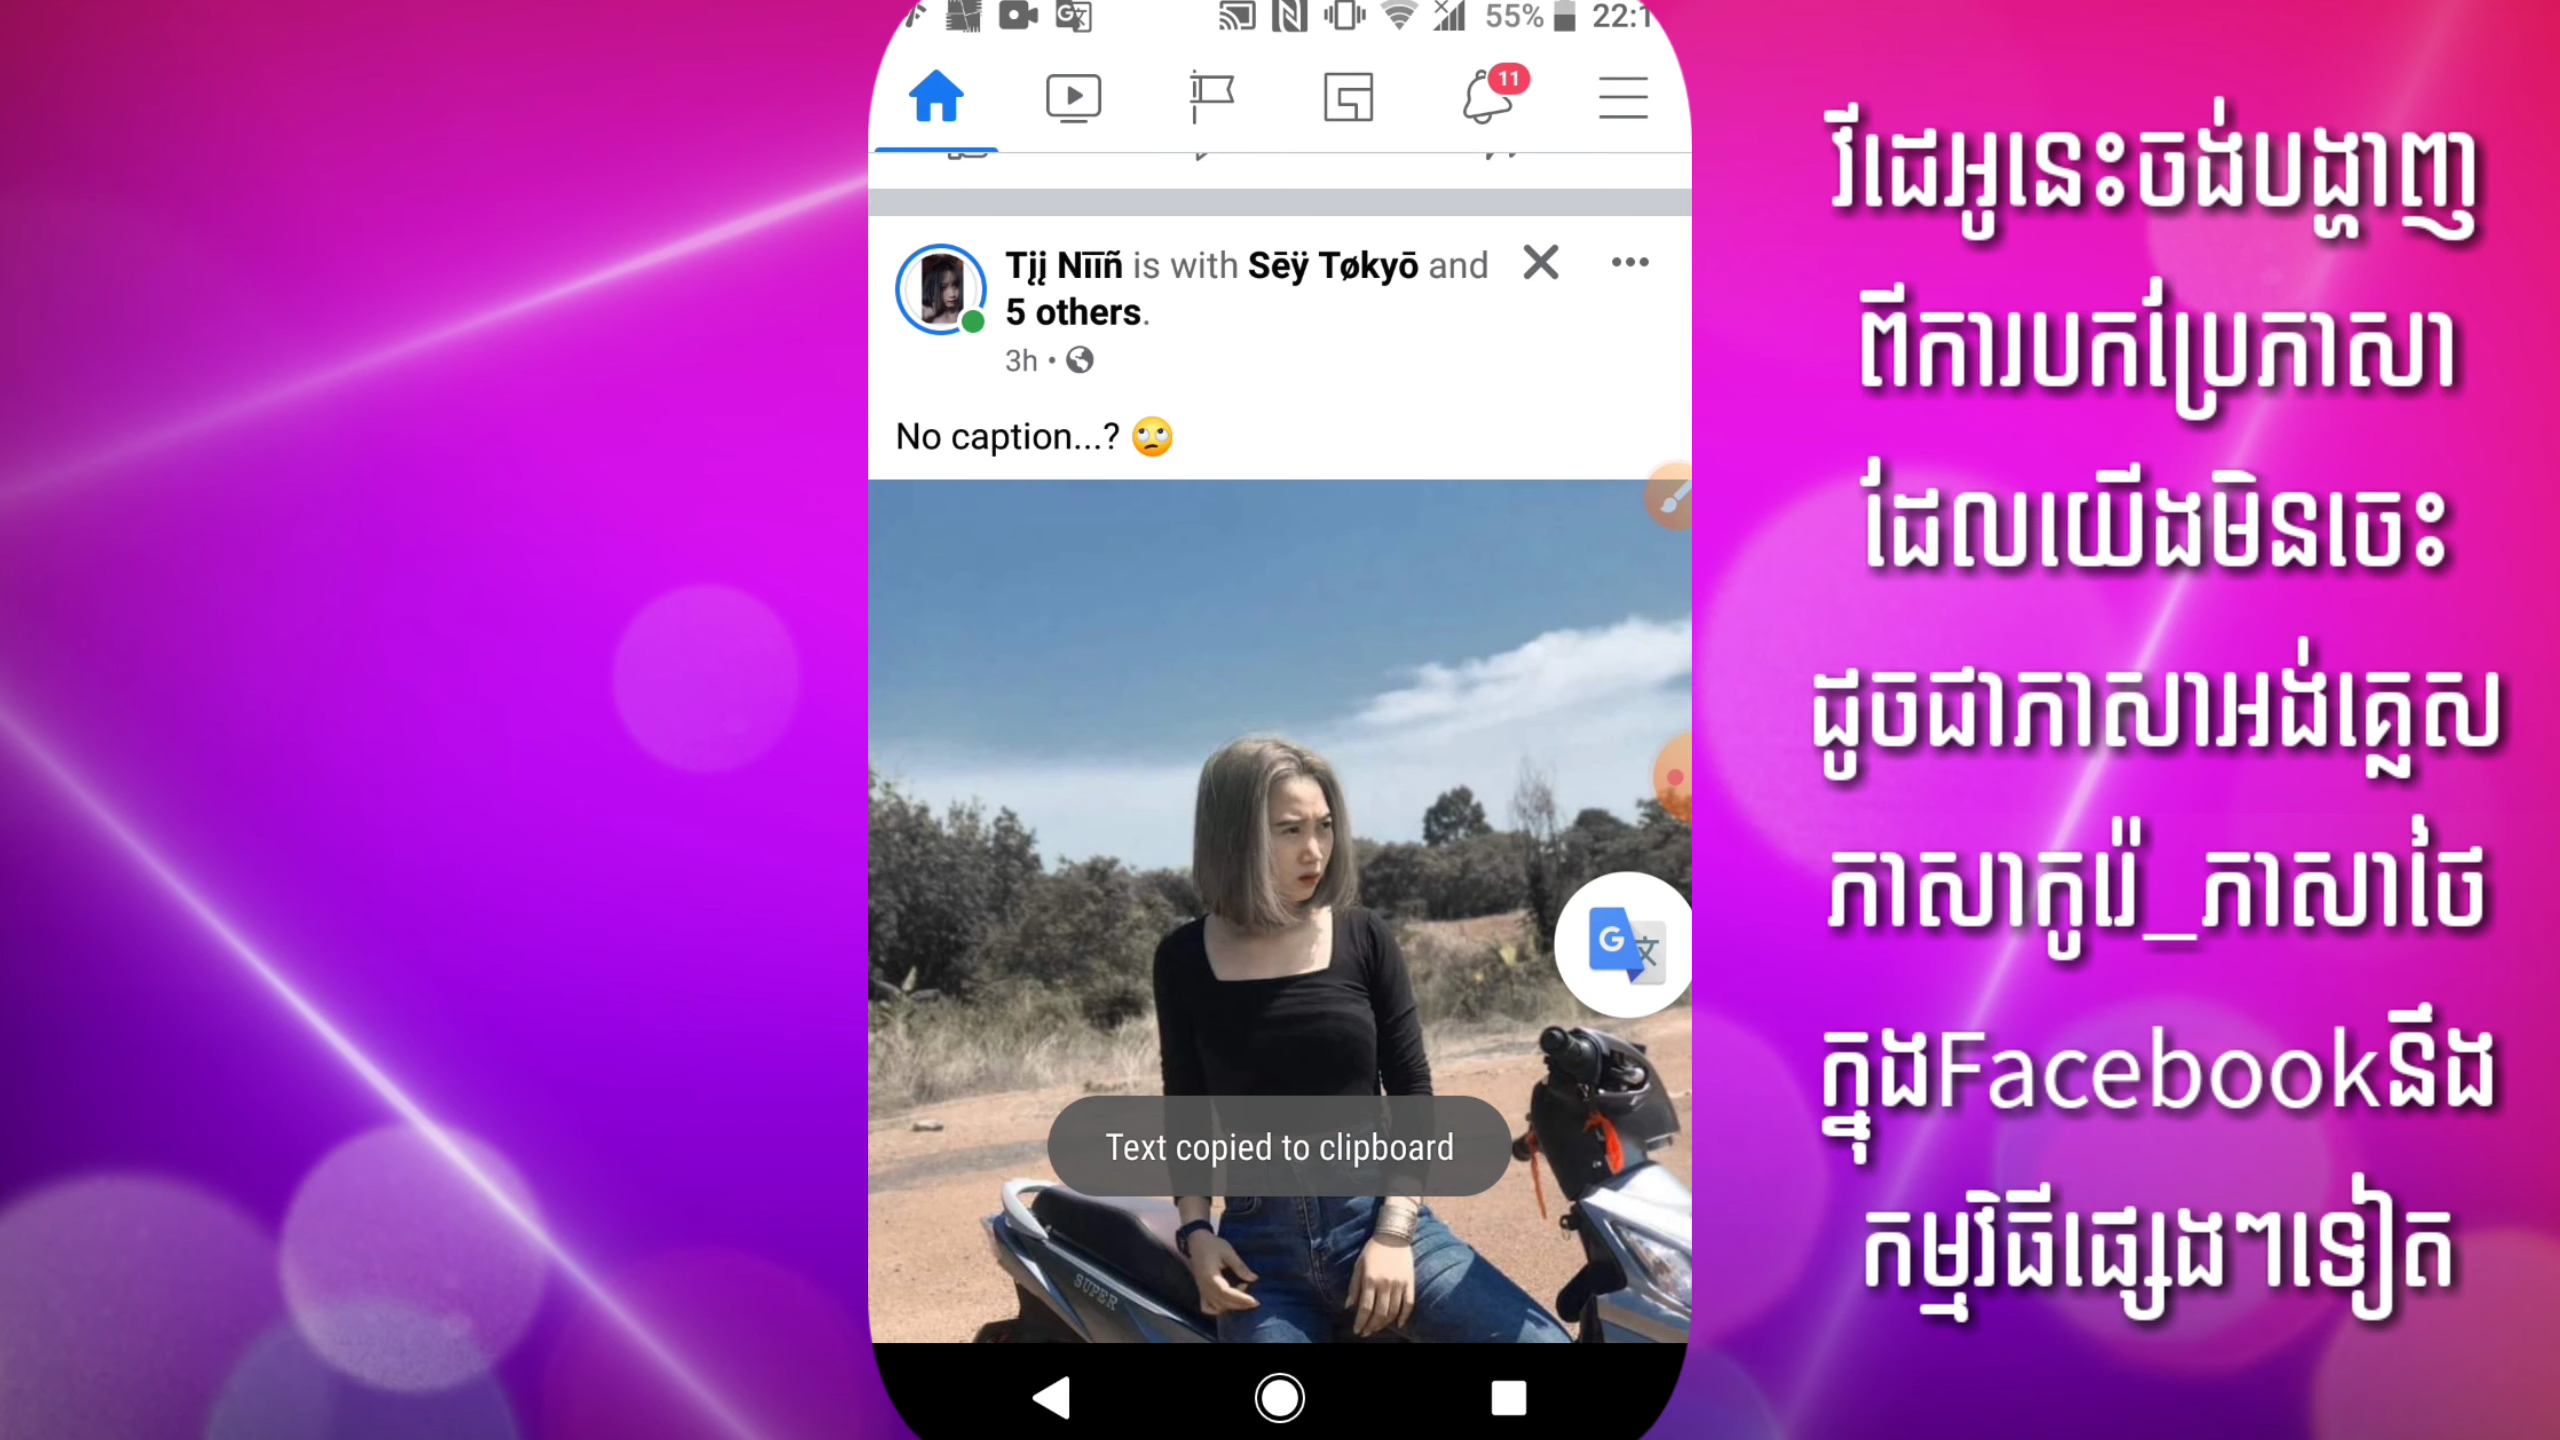 55%
11
Tįį Nīīñ is with Sēÿ Tøkyō and
5 others.
3h •
No caption...? 🙄
SUPER
Text copied to clipboard
វីដេអូនេះចង់បង្ហាញ
ពីការបកប្រែភាសា
ដែលយើងមិនចេះ
ដូចជាភាសាអង់គ្លេស
ភាសាកូរ៉េ_ភាសាថៃ
ក្នុងFacebookនឹង
កម្មវិធីផ្សេងៗទៀត